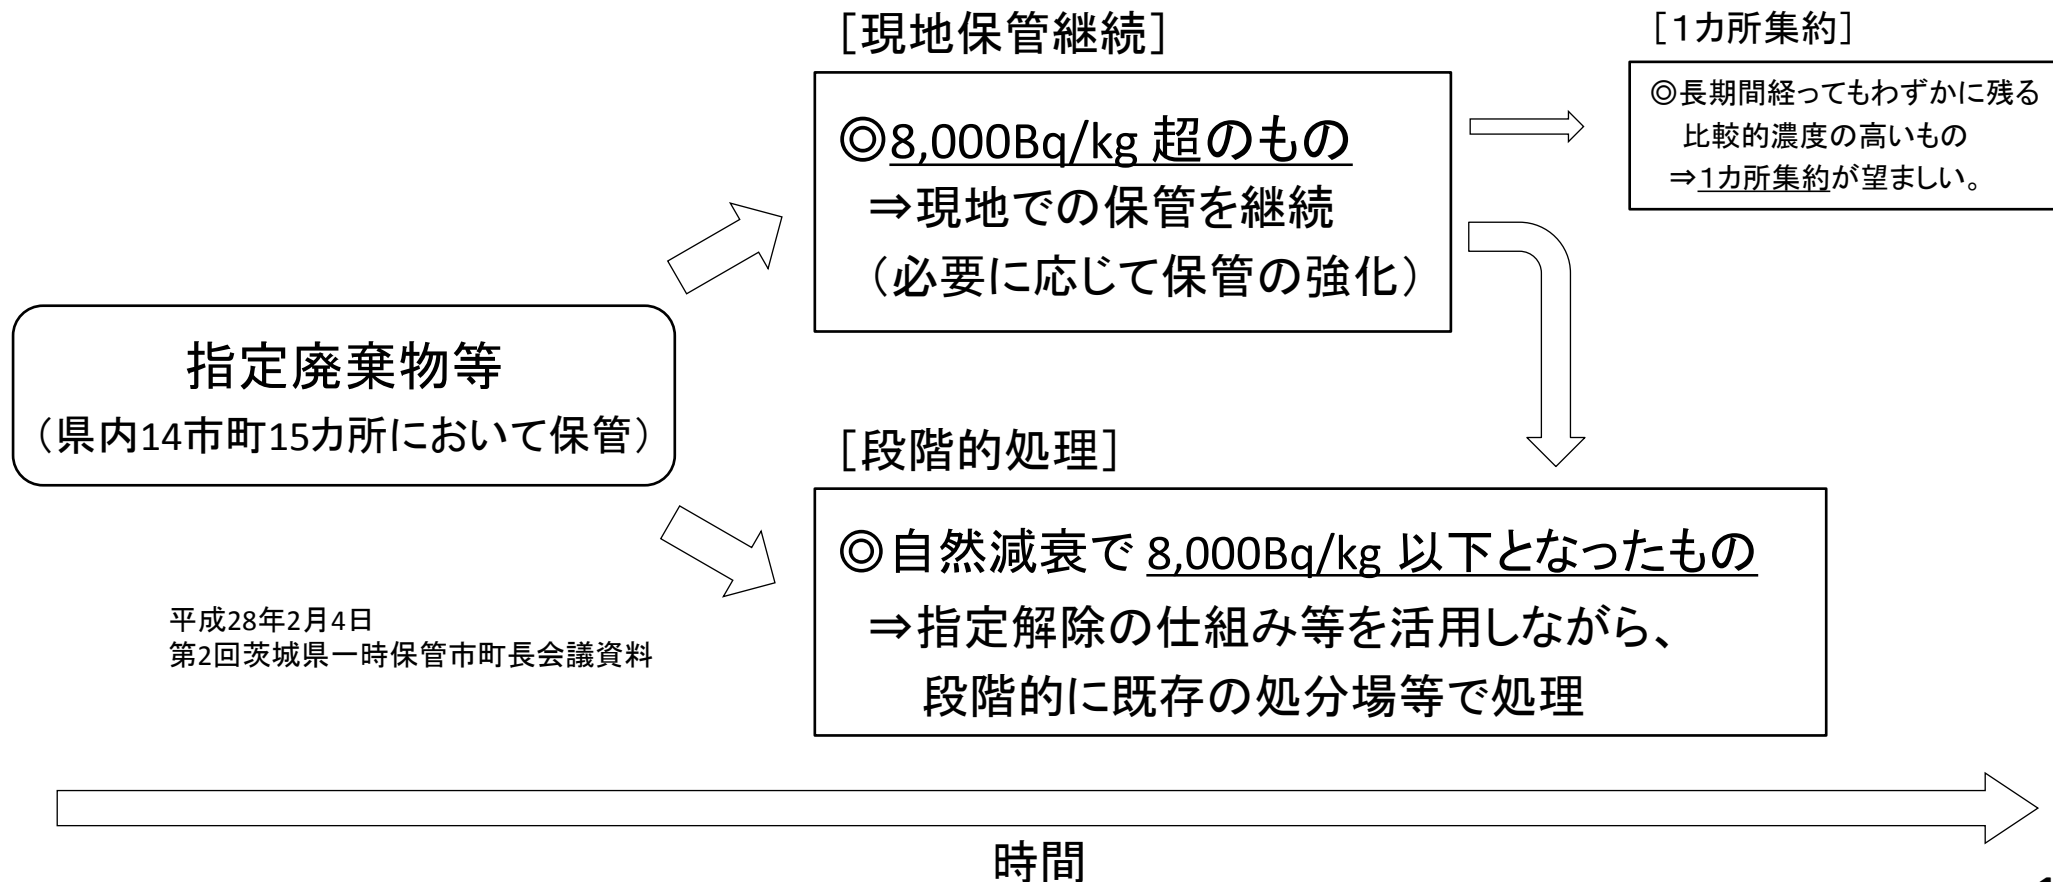 ［現地保管継続］
◎8,000Bq/kg 超のもの
⇒現地での保管を継続
（必要に応じて保管の強化）
［1カ所集約］
◎長期間経ってもわずかに残る
比較的濃度の高いもの
⇒1カ所集約が望ましい。
指定廃棄物等
（県内14市町15カ所において保管）
［段階的処理］
◎自然減衰で 8,000Bq/kg 以下となったもの
⇒指定解除の仕組み等を活用しながら、
段階的に既存の処分場等で処理
平成28年2月4日
第2回茨城県一時保管市町長会議資料
時間